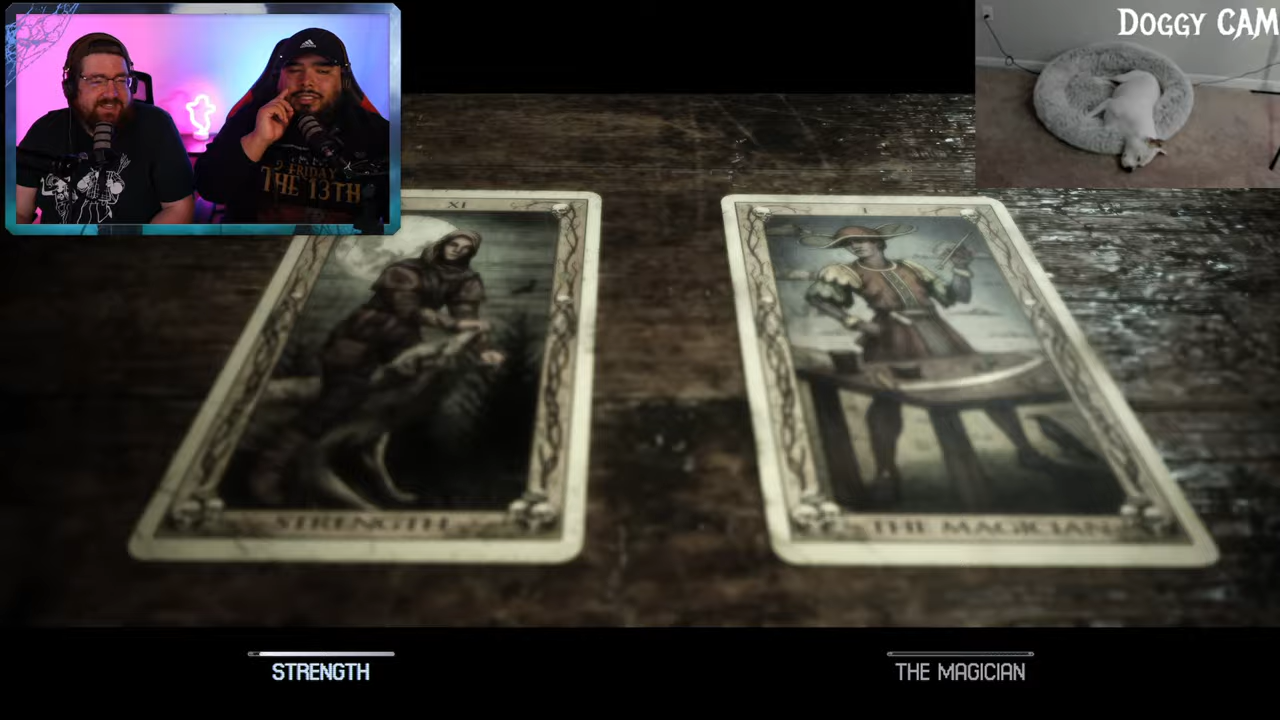 DOGGY CAM
FRIDAY
THE 13TH
XI
I
STRENGTH
THE MAGICIAN
STRENGTH
THE MAGICIAN